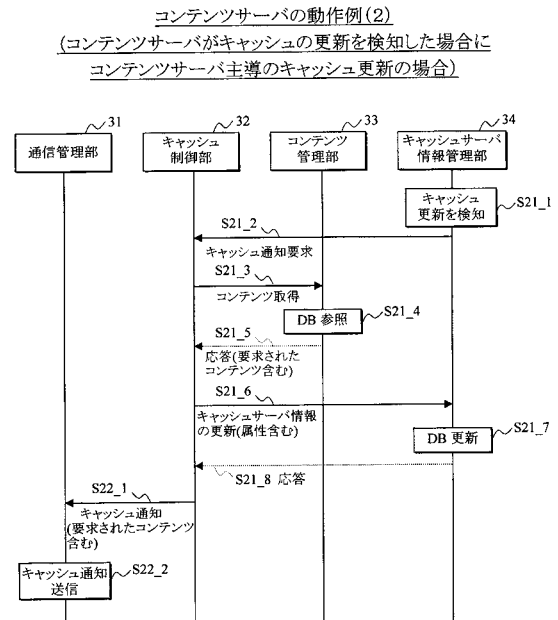 コンテンツサーバの動作例(2)
(コンテンツサーバがキャッシュの更新を検知した場合に
コンテンツサーバ主導のキャッシュ更新の場合)
31
32
33
34
通信管理部
キャッシュ
制御部
コンテンツ
管理部
キャッシュサーバ
情報管理部
キャッシュ
更新を検知
S21_1
S21_2
キャッシュ通知要求
S21_3
コンテンツ取得
DB 参照
S21_4
S21_5
応答(要求された
コンテンツ含む)
S21_6
キャッシュサーバ情報
の更新(属性含む)
DB 更新
S21_7
S21_8 応答
S22_1
キャッシュ通知
(要求されたコンテンツ
含む)
キャッシュ通知
送信
S22_2